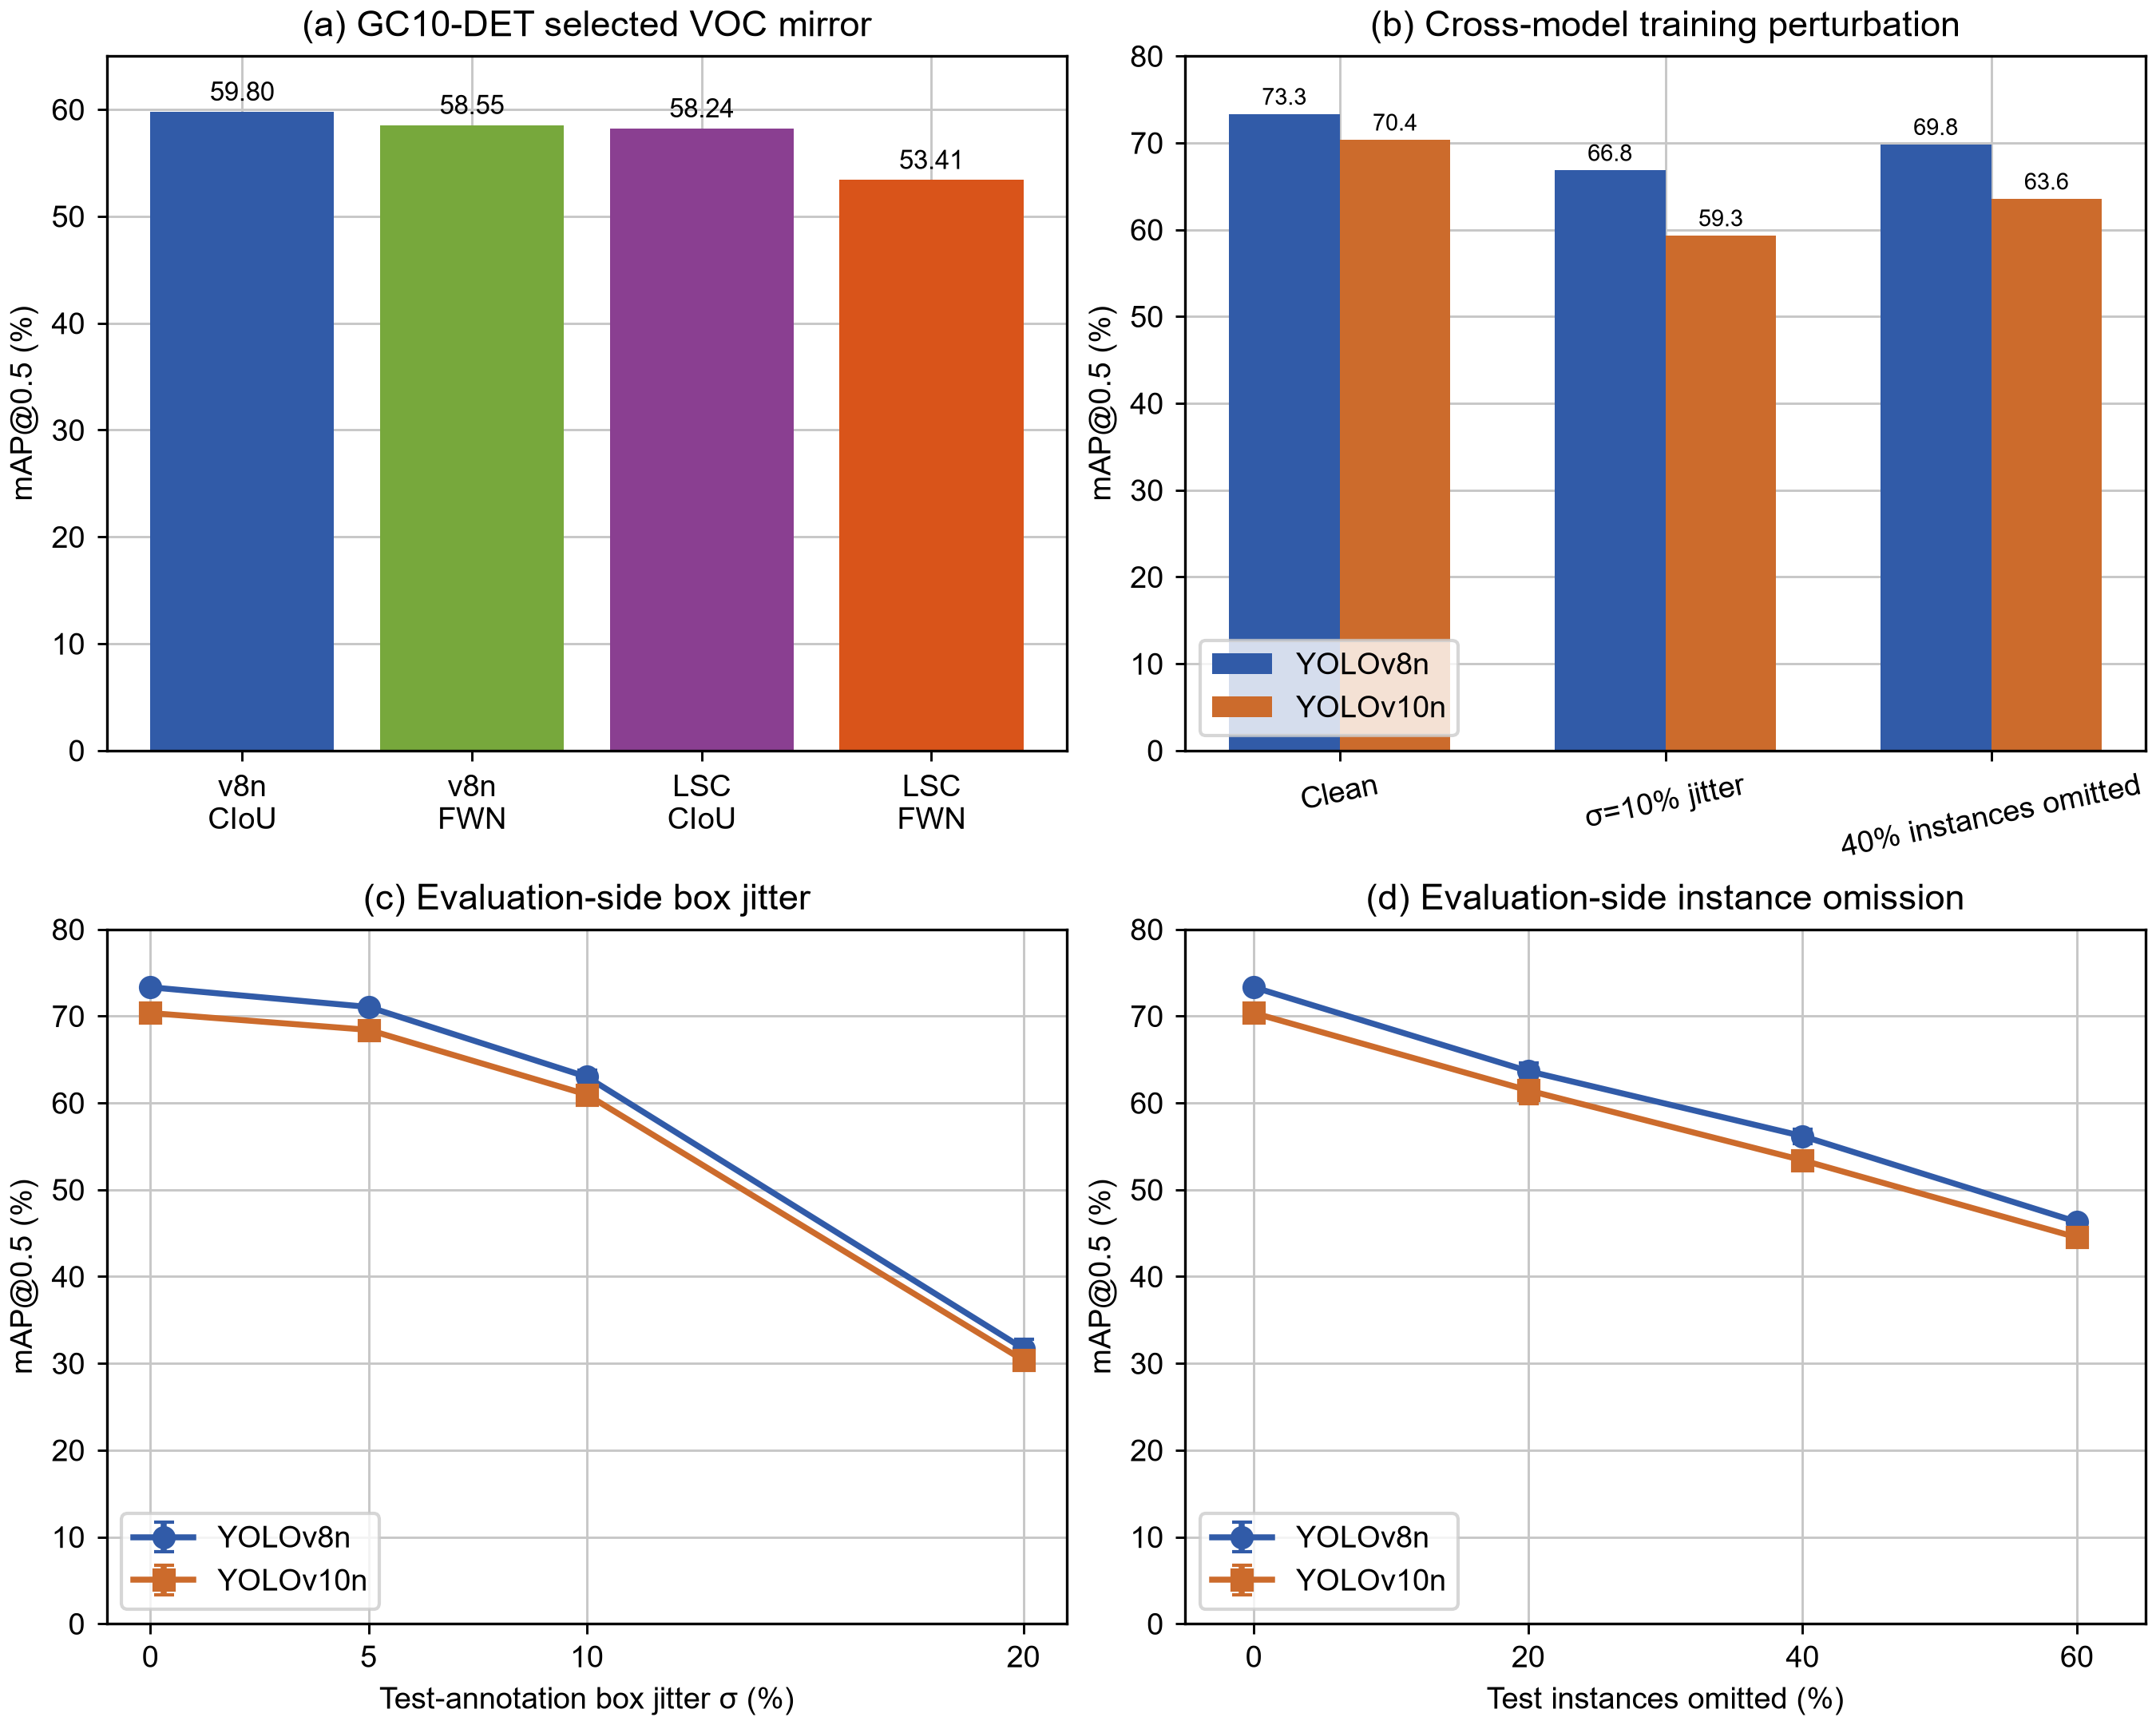 (a) GC10-DET selected VOC mirror
mAP@0.5 (%)
60
50
40
30
20
10
0
59.80
58.55
58.24
53.41
v8n
CIoU
v8n
FWN
LSC
CIoU
LSC
FWN
(b) Cross-model training perturbation
mAP@0.5 (%)
80
70
60
50
40
30
20
10
0
73.3
70.4
66.8
59.3
69.8
63.6
YOLOv8n
YOLOv10n
Clean
σ=10% jitter
40% instances omitted
(c) Evaluation-side box jitter
mAP@0.5 (%)
80
70
60
50
40
30
20
10
0
YOLOv8n
YOLOv10n
0 5 10 20
Test-annotation box jitter σ (%)
(d) Evaluation-side instance omission
mAP@0.5 (%)
80
70
60
50
40
30
20
10
0
YOLOv8n
YOLOv10n
0 20 40 60
Test instances omitted (%)